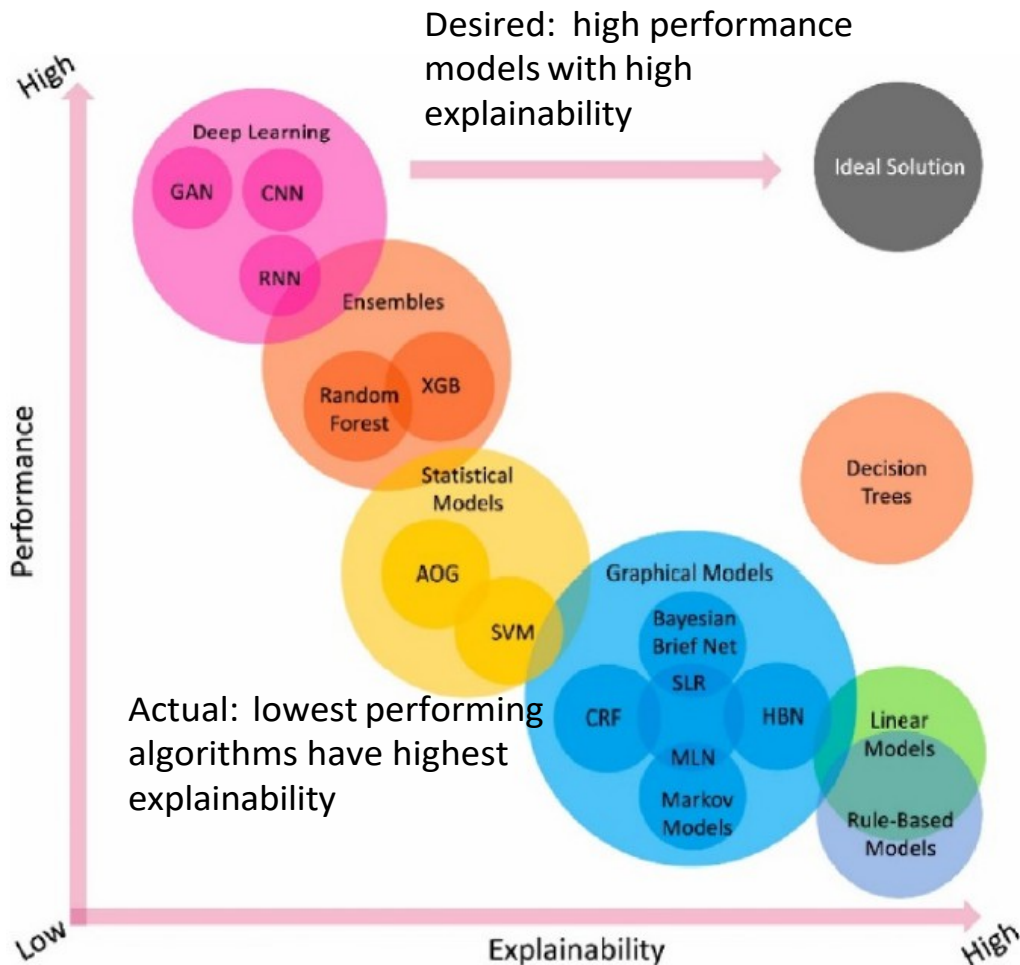 Desired:  high performance
models with high
explainability
High
Deep Learning
GAN
CNN
RNN
Ideal Solution
Ensembles
Random
Forest
XGB
Statistical
Models
AOG
SVM
Decision
Trees
Performance
Graphical Models
Bayesian
Brief Net
SLR
CRF
HBN
MLN
Markov
Models
Linear
Models
Rule-Based
Models
Actual:  lowest performing
algorithms have highest
explainability
Low
Explainability
High